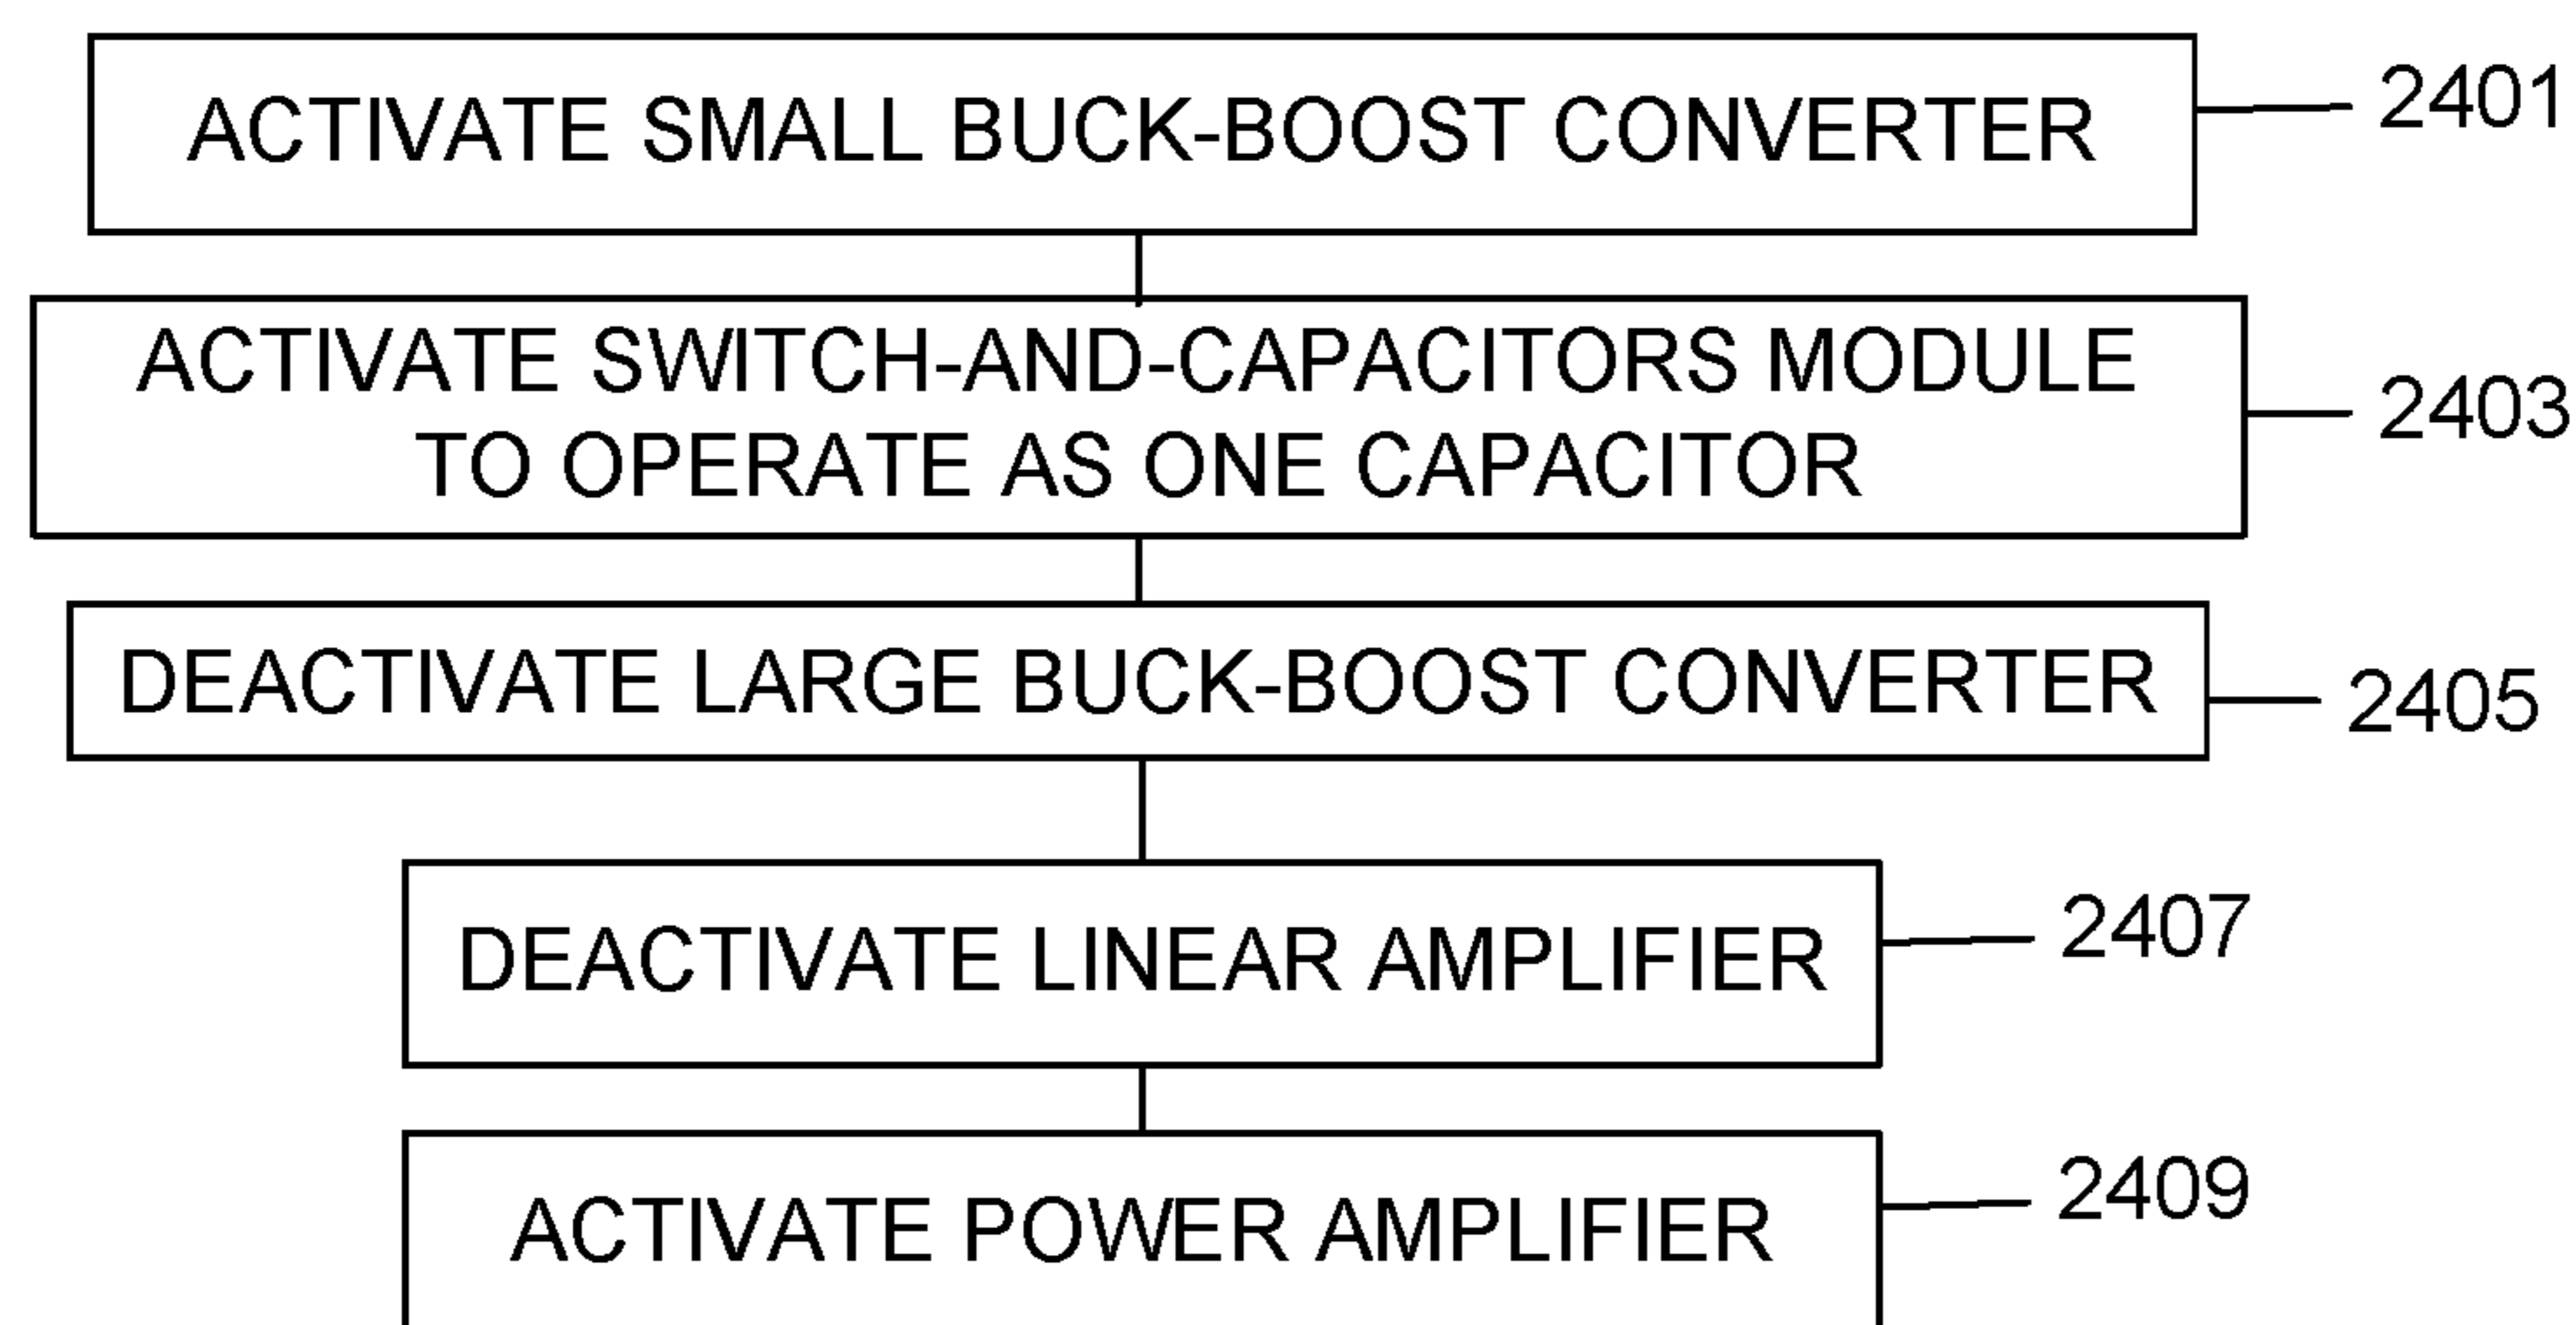 ACTIVATE SMALL BUCK-BOOST CONVERTER
2401
ACTIVATE SWITCH-AND-CAPACITORS MODULE
TO OPERATE AS ONE CAPACITOR
2403
DEACTIVATE LARGE BUCK-BOOST CONVERTER
2405
DEACTIVATE LINEAR AMPLIFIER
2407
ACTIVATE POWER AMPLIFIER
2409